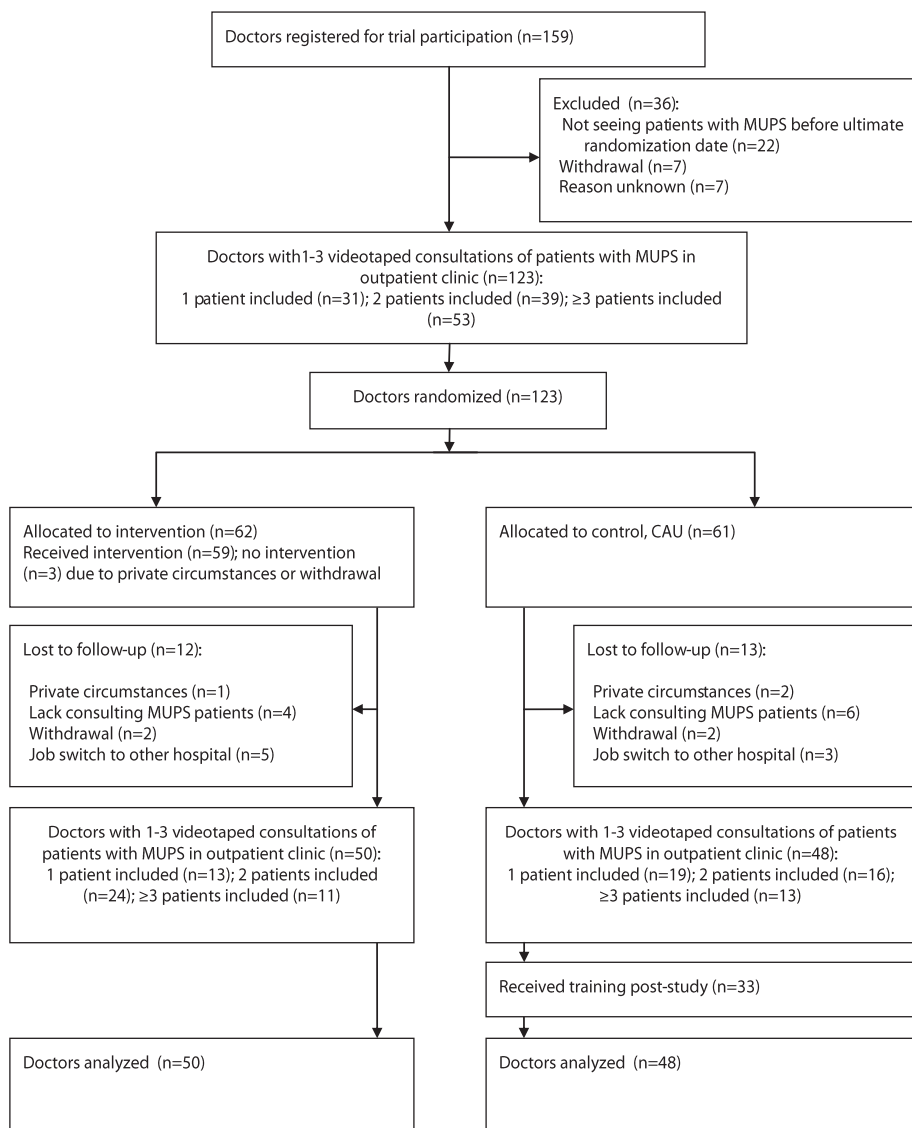 Doctors registered for trial participation (n=159)
Excluded (n=36):
Not seeing patients with MUPS before ultimate
randomization date (n=22)
Withdrawal (n=7)
Reason unknown (n=7)
Doctors with1-3 videotaped consultations of patients with MUPS in
outpatient clinic (n=123):
1 patient included (n=31); 2 patients included (n=39); ≥3 patients included
(n=53)
Doctors randomized (n=123)
Allocated to intervention (n=62)
Received intervention (n=59); no intervention
(n=3) due to private circumstances or withdrawal
Allocated to control, CAU (n=61)
Lost to follow-up (n=12):
Private circumstances (n=1)
Lack consulting MUPS patients (n=4)
Withdrawal (n=2)
Job switch to other hospital (n=5)
Lost to follow-up (n=13):
Private circumstances (n=2)
Lack consulting MUPS patients (n=6)
Withdrawal (n=2)
Job switch to other hospital (n=3)
Doctors with 1-3 videotaped consultations of
patients with MUPS in outpatient clinic (n=50):
1 patient included (n=13); 2 patients included
(n=24); ≥3 patients included (n=11)
Doctors with 1-3 videotaped consultations of patients
with MUPS in outpatient clinic (n=48):
1 patient included (n=19); 2 patients included (n=16);
≥3 patients included (n=13)
Received training post-study (n=33)
Doctors analyzed (n=50)
Doctors analyzed (n=48)